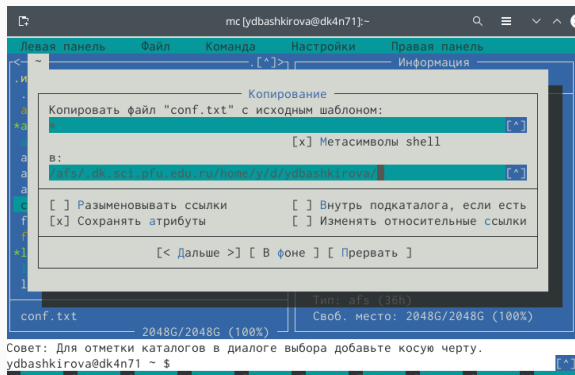 mc [ydbashkirova@dk4n71]:~
Левая панель Файл Команда Настройки Правая панель
<— ~ .[^]> Информация
.и
Копирование
Копировать файл "conf.txt" с исходным шаблоном:
* [^]
[x] Метасимволы shell
в:
/afs/.dk.sci.pfu.edu.ru/home/y/d/ydbashkirova/ [^]
[ ] Разыменовывать ссылки [ ] Внутрь подкаталога, если есть
[x] Сохранять атрибуты [ ] Изменять относительные ссылки
[< Дальше >] [ В фоне ] [ Прервать ]
Тип: afs (36h)
conf.txt Своб. место: 2048G/2048G (100%)
2048G/2048G (100%)
Совет: Для отметки каталогов в диалоге выбора добавьте косую черту.
ydbashkirova@dk4n71 ~ $ [^]